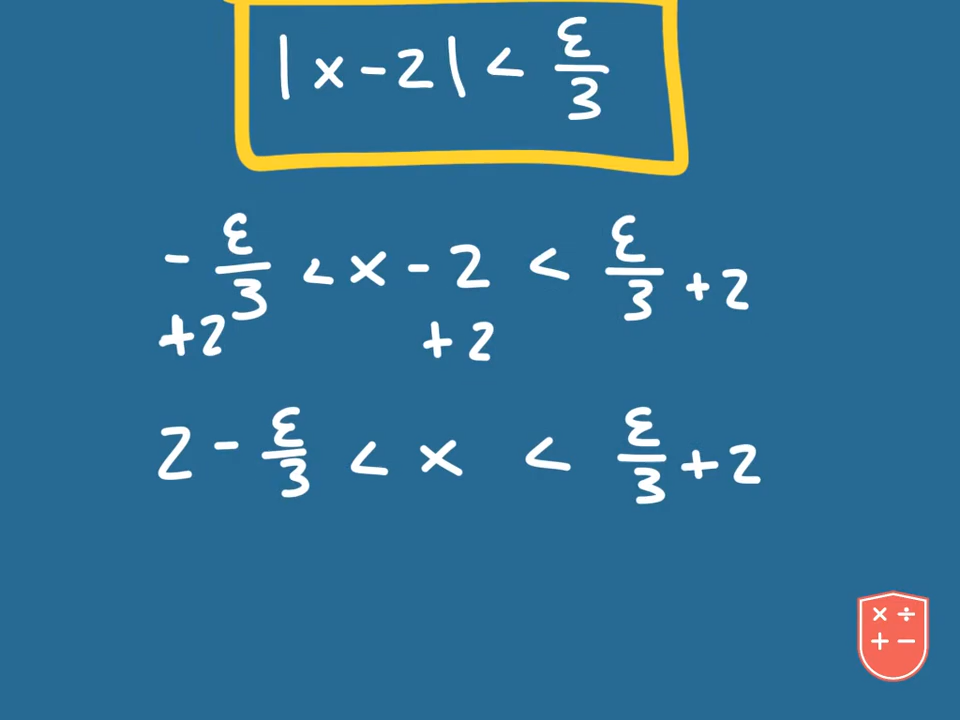 |x-2| < ε/3
- ε/3 < x - 2 < ε/3 +2
+2 +2
2 - ε/3 < x < ε/3 + 2
× ÷
+ −